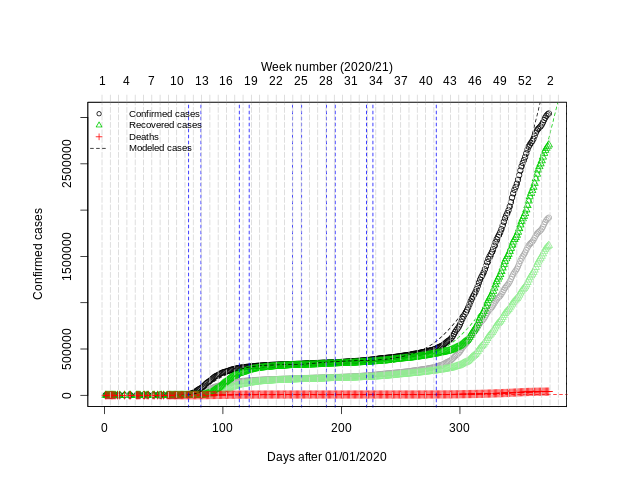 Week number (2020/21)
1 4 7 10 13 16 19 22 25 28 31 34 37 40 43 46 49 52 2
Confirmed cases
Recovered cases
Deaths
Modeled cases
Confirmed cases
2500000
1500000
500000
0
0 100 200 300
Days after 01/01/2020